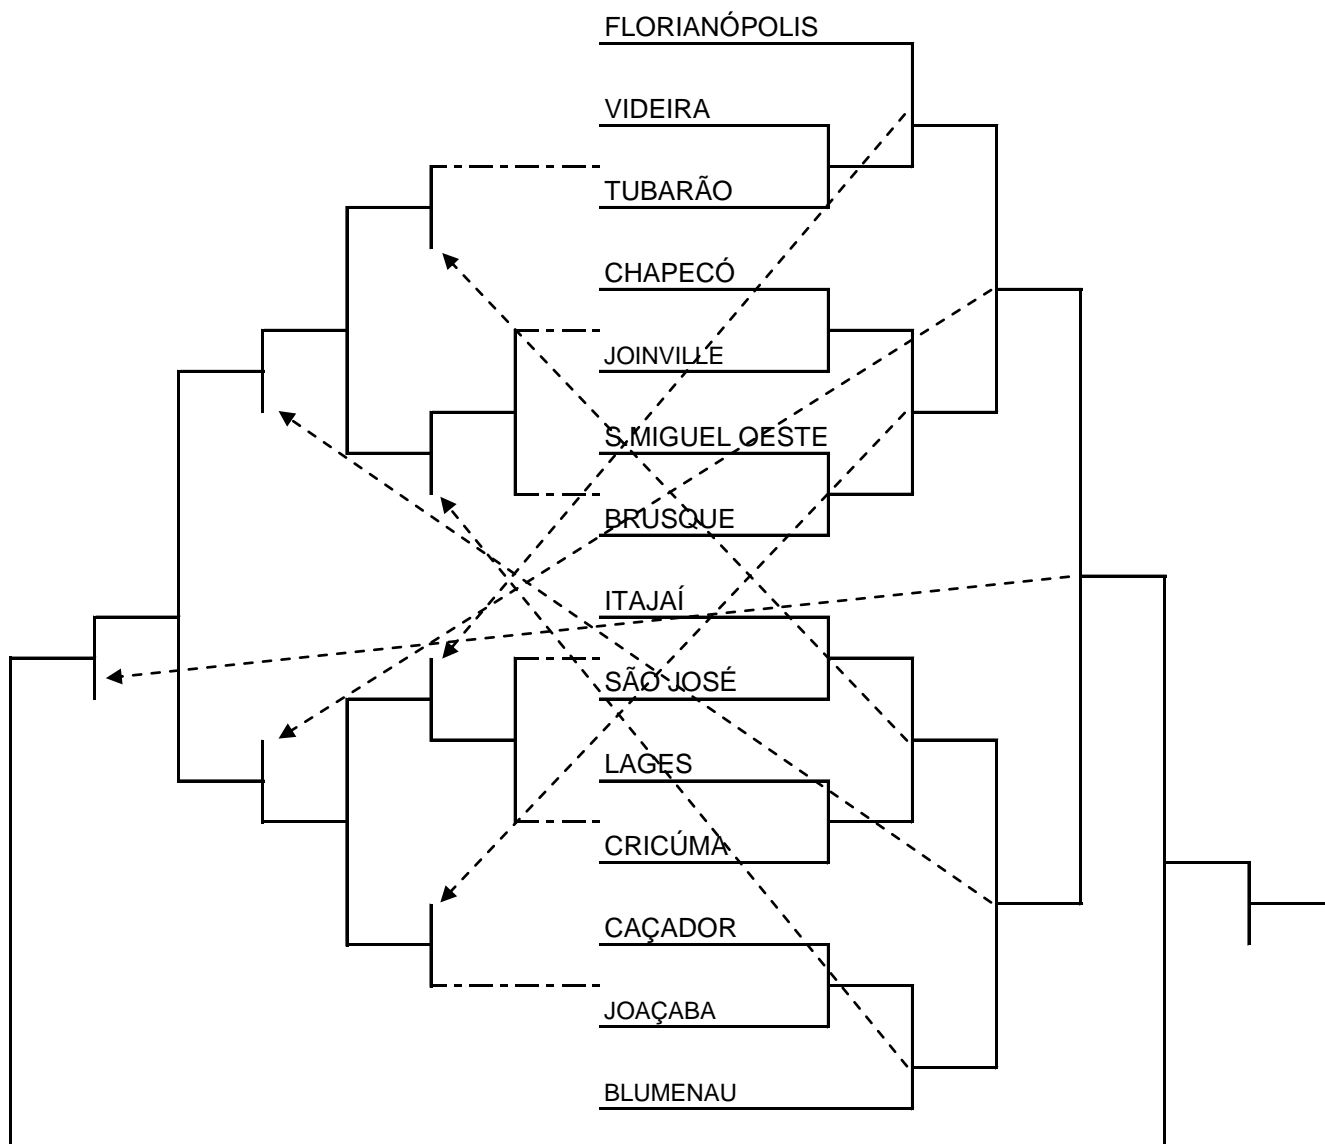 FLORIANÓPOLIS
VIDEIRA
TUBARÃO
CHAPECÓ
JOINVILLE
S.MIGUEL OESTE
BRUSQUE
ITAJAÍ
SÃO JOSÉ
LAGES
CRICÚMA
CAÇADOR
JOAÇABA
BLUMENAU